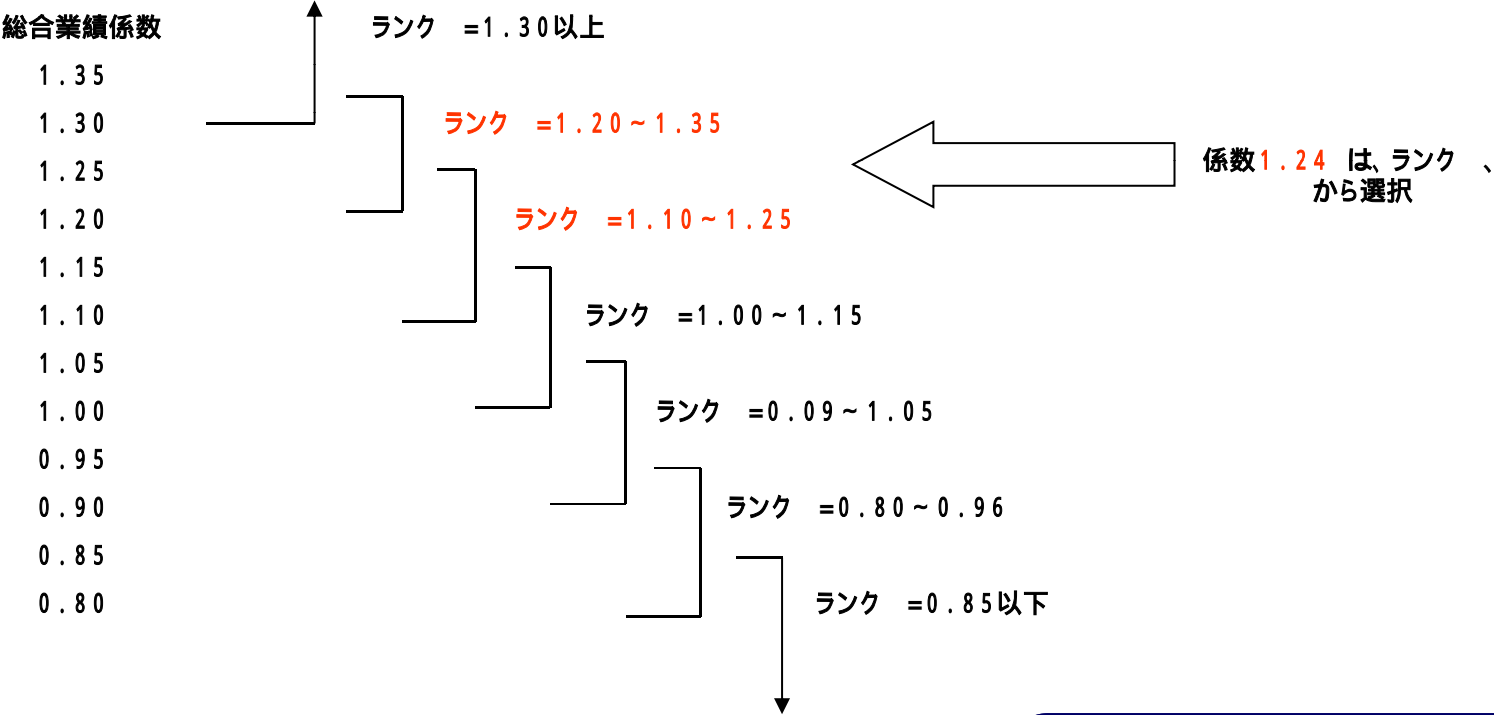 総合業績係数
ランク　=1.30以上
1.35
1.30
ランク　=1.20～1.35
1.25
係数1.24　は、ランク　、
から選択
1.20
ランク　=1.10～1.25
1.15
1.10
ランク　=1.00～1.15
1.05
1.00
ランク　=0.09～1.05
0.95
0.90
ランク　=0.80～0.96
0.85
0.80
ランク　=0.85以下